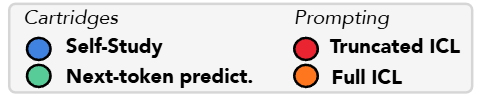 Cartridges
Self-Study
Next-token predict.
Prompting
Truncated ICL
Full ICL